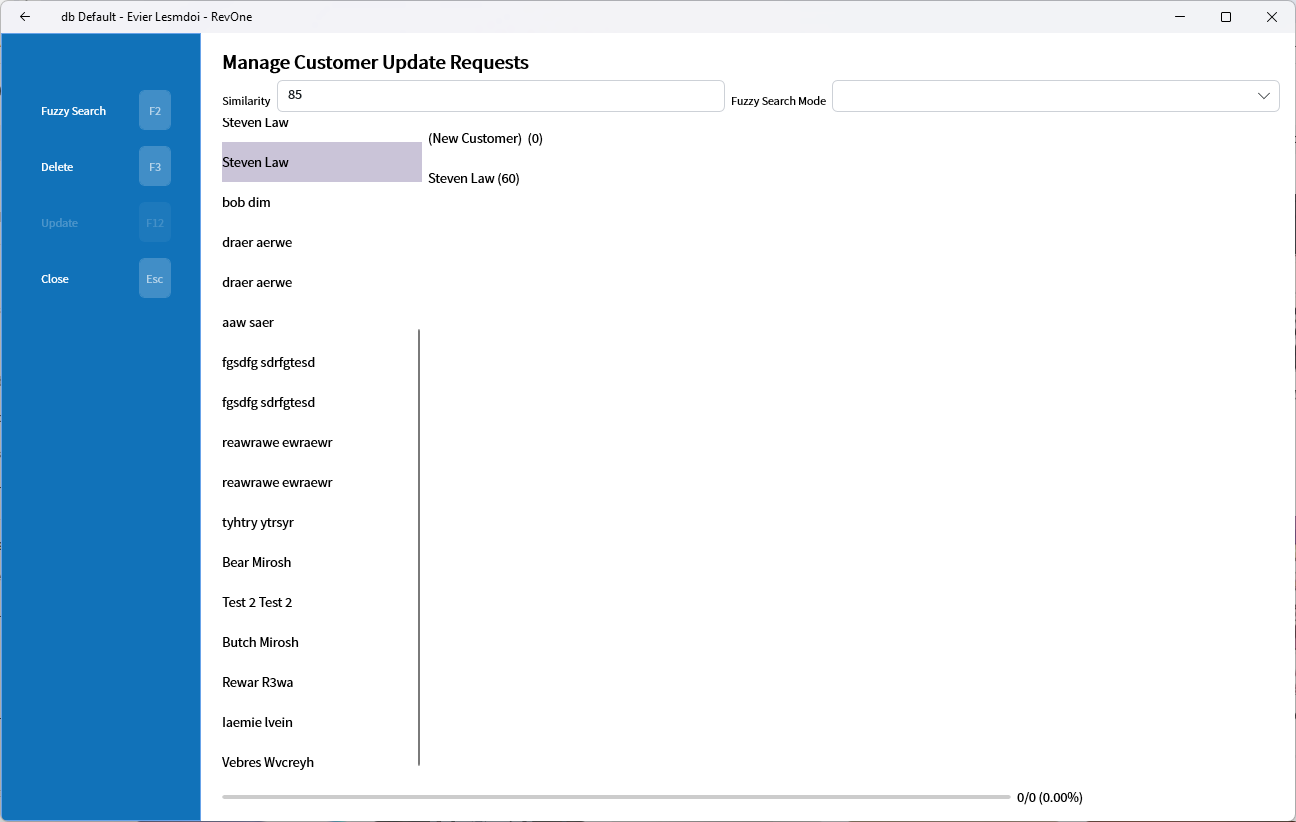 db Default - Evier Lesmdoi - RevOne
Manage Customer Update Requests
Similarity 85 Fuzzy Search Mode
Fuzzy Search F2
Delete F3
Update F12
Close Esc
Steven Law
Steven Law
bob dim
draer aerwe
draer aerwe
aaw saer
fgsdfg sdrfgtesd
fgsdfg sdrfgtesd
reawrawe ewraewr
reawrawe ewraewr
tyhtry ytrsyr
Bear Mirosh
Test 2 Test 2
Butch Mirosh
Rewar R3wa
Iaemie lvein
Vebres Wvcreyh
(New Customer) (0)
Steven Law (60)
0/0 (0.00%)